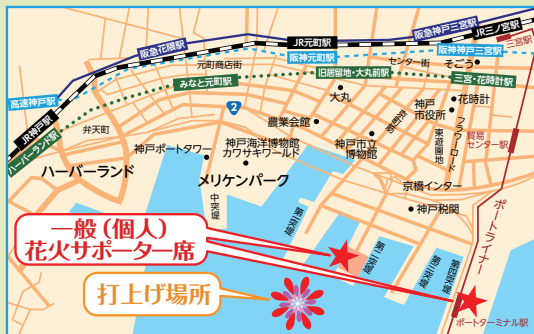 阪急神戸三宮駅
JR三ノ宮駅
三宮駅
阪急花隈駅
JR元町駅
阪神元町駅
阪神神戸三宮駅
元町商店街
センター街
そごう
旧居留地・大丸前駅
三宮・花時計駅
みなと元町駅
高速神戸駅
JR神戸駅
ハーバーランド駅
大丸
花時計
神戸
市役所
2
農業会館
京町筋
フラワーロード
東遊園地
貿易
センター駅
弁天町
神戸ポートタワー
神戸海洋博物館
カワサキワールド
神戸市立
博物館
ハーバーランド
メリケンパーク
京橋インター
中突堤
神戸税関
ポートライナー
第一突堤
第二突堤
第三突堤
第四突堤
一般(個人)
花火サポーター席
打上げ場所
ポートターミナル駅